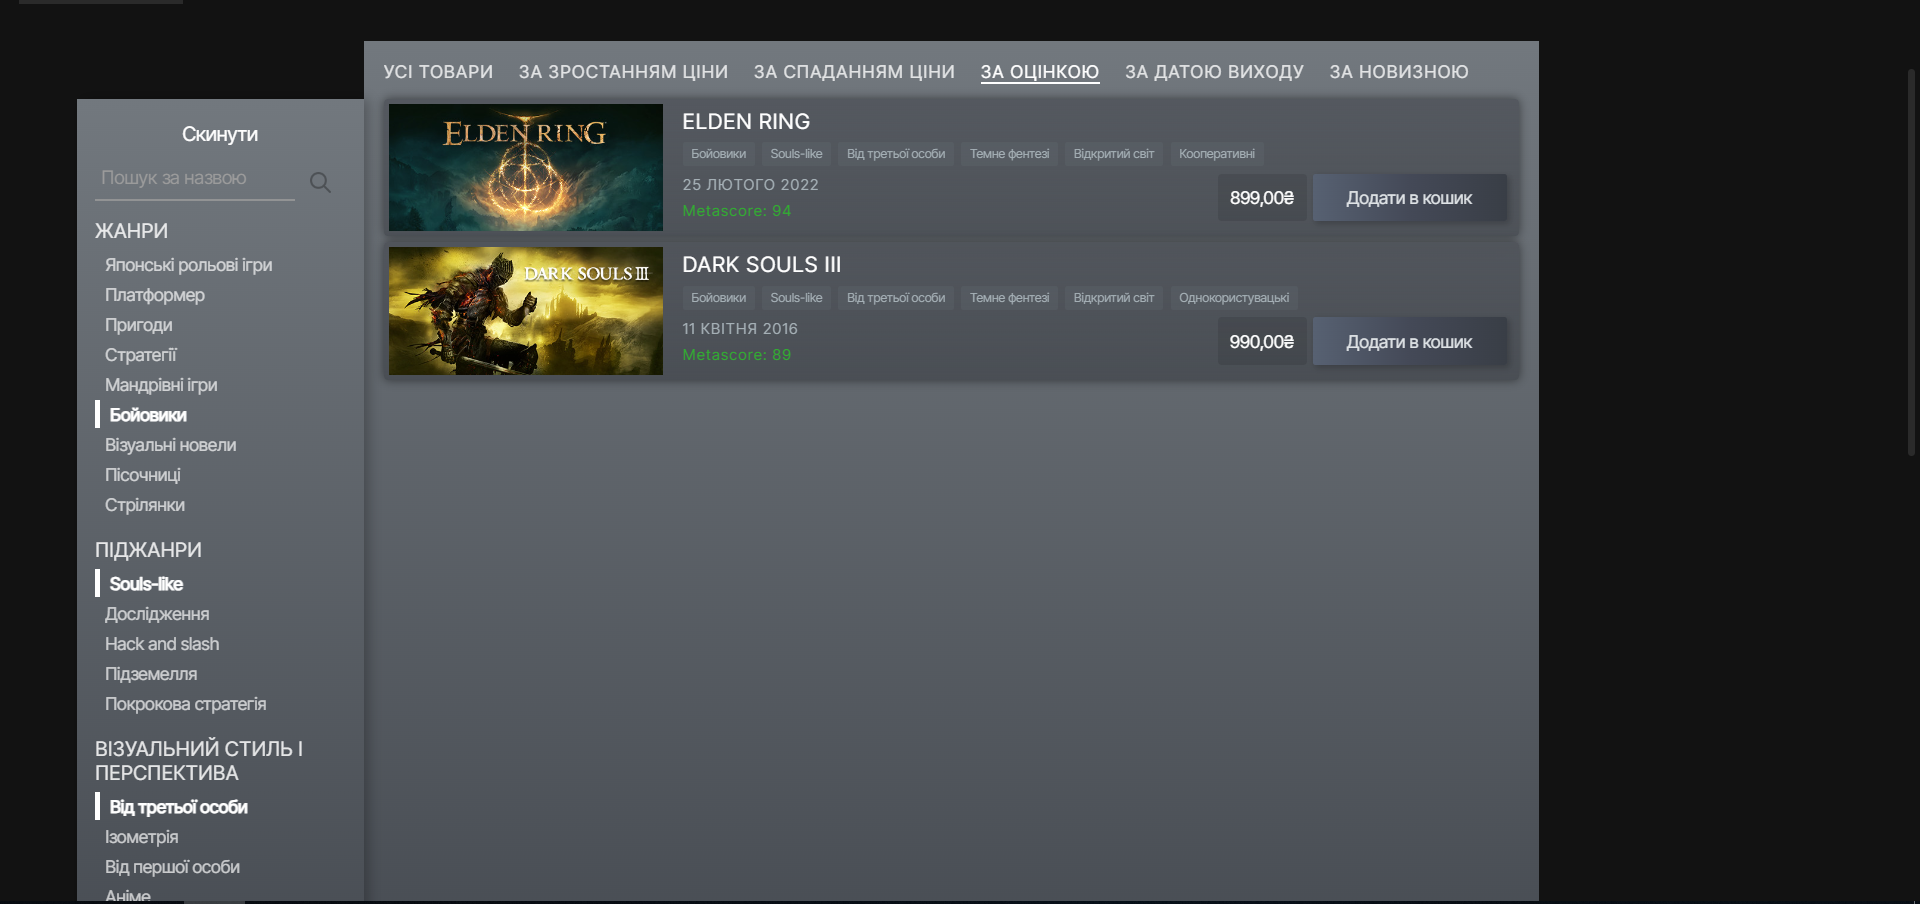 УСІ ТОВАРИ ЗА ЗРОСТАННЯМ ЦІНИ ЗА СПАДАННЯМ ЦІНИ ЗА ОЦІНКОЮ ЗА ДАТОЮ ВИХОДУ ЗА НОВИЗНОЮ
Скинути
Пошук за назвою
ЖАНРИ
Японські рольові ігри
Платформер
Пригоди
Стратегії
Мандрівні ігри
Бойовики
Візуальні новели
Пісочниці
Стрілянки
ПІДЖАНРИ
Souls-like
Дослідження
Hack and slash
Підземелля
Покрокова стратегія
ВІЗУАЛЬНИЙ СТИЛЬ І
ПЕРСПЕКТИВА
Від третьої особи
Ізометрія
Від першої особи
Аніме
ELDEN RING
ELDEN RING
Бойовики Souls-like Від третьої особи Темне фентезі Відкритий світ Кооперативні
25 ЛЮТОГО 2022
Metascore: 94
899,00₴ Додати в кошик
DARK SOULS III
DARK SOULS III
Бойовики Souls-like Від третьої особи Темне фентезі Відкритий світ Однокористувацькі
11 КВІТНЯ 2016
Metascore: 89
990,00₴ Додати в кошик